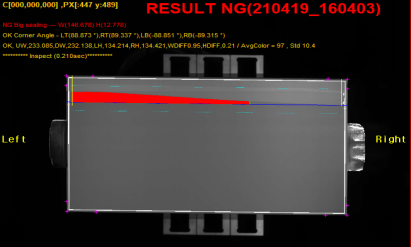 C[000,000,000] ,PX[:447 y:489]
RESULT NG(210419_160403)
NG Big sealing---- W(146.678) H(12.778)
OK Corner Angle - LT(88.873 °),RT(89.337 °),LB(-88.851 °),RB(-89.315 °)
OK, UW,233.085,DW,232.138,LH,134.214,RH,134.421,WDIFF0.95,HDIFF,0.21 / AvgColor = 97 , Std 10.4
********** Inspect (0.210sec)**********
Left
Right